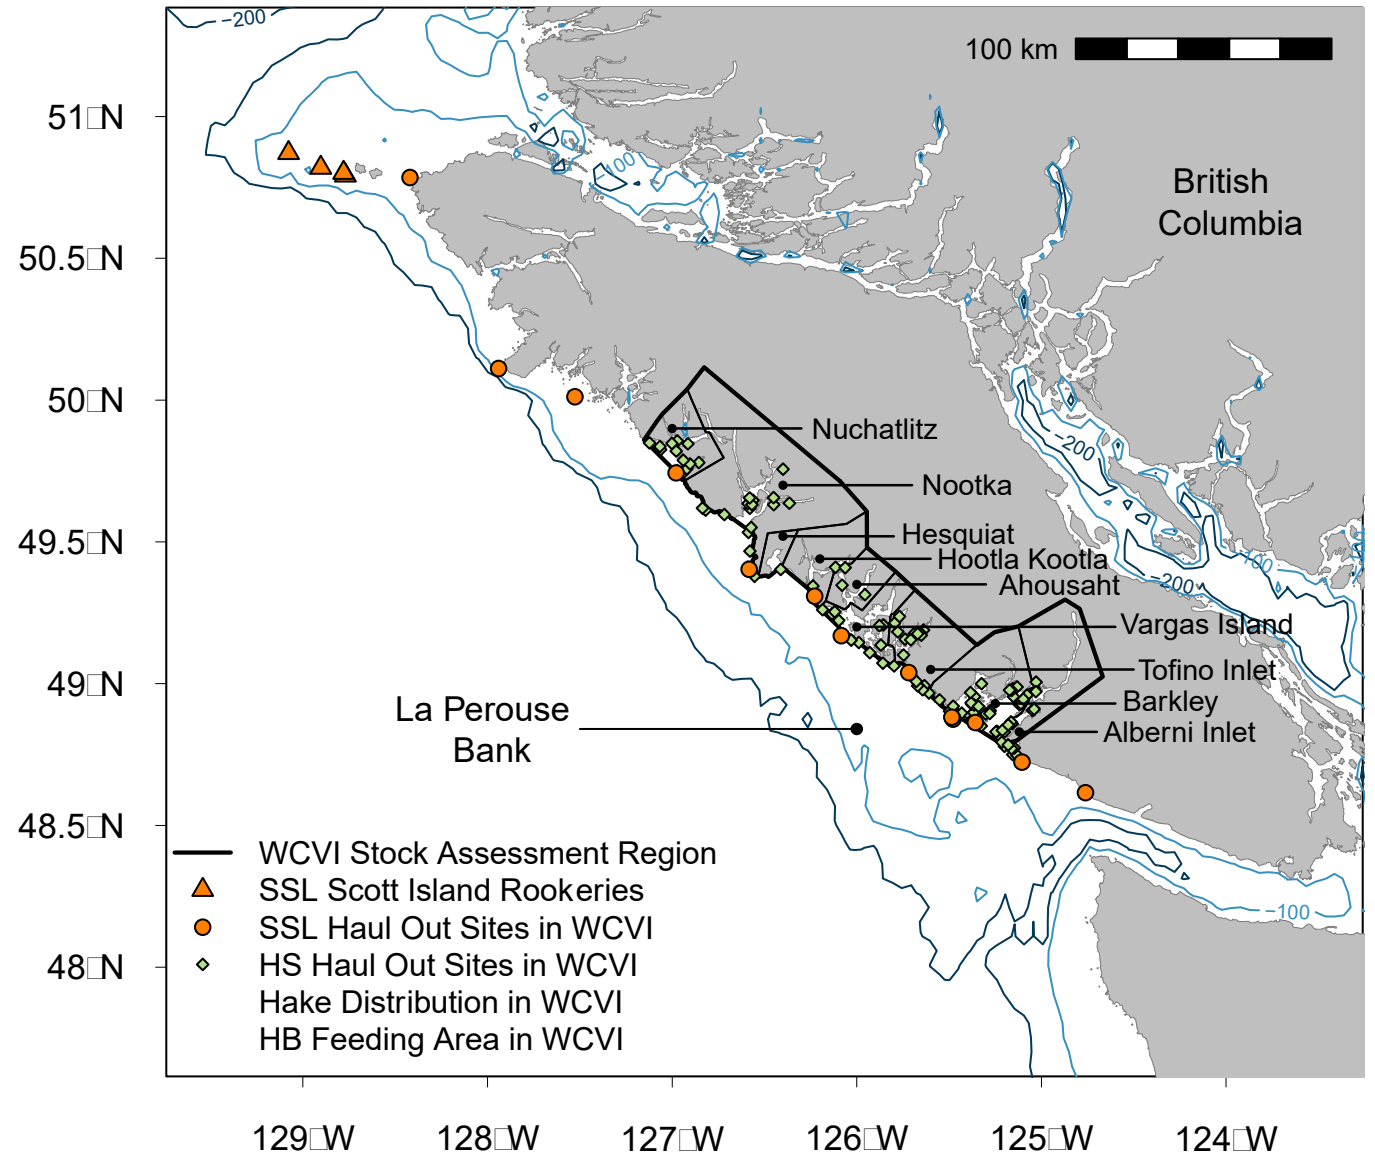 −200
100 km
51□N
100
British
Columbia
50.5□N
50□N
Nuchatlitz
−200
Nootka
49.5□N
Hesquiat
Hootla Kootla
−100
Ahousaht
−200
Vargas Island
49□N
Tofino Inlet
Barkley
La Perouse
Bank
Alberni Inlet
48.5□N
WCVI Stock Assessment Region
SSL Scott Island Rookeries
−100
SSL Haul Out Sites in WCVI
48□N
HS Haul Out Sites in WCVI
Hake Distribution in WCVI
HB Feeding Area in WCVI
129□W
128□W
127□W
126□W
125□W
124□W